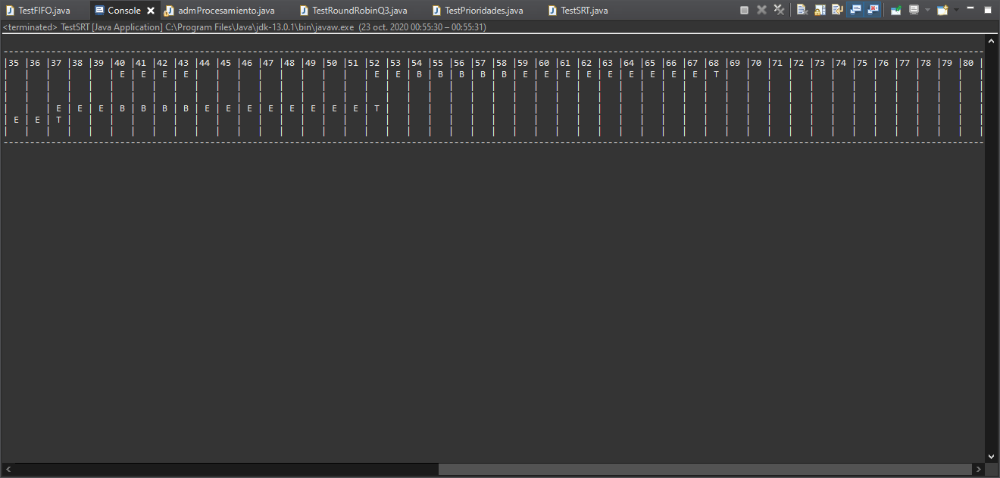 TestFIFO.java Console admProcesamiento.java TestRoundRobinQ3.java TestPrioridades.java TestSRT.java
<terminated> TestSRT [Java Application] C:\Program Files\Java\jdk-13.0.1\bin\javaw.exe (23 oct. 2020 00:55:30 – 00:55:31)
|35 |36 |37 |38 |39 |40 |41 |42 |43 |44 |45 |46 |47 |48 |49 |50 |51 |52 |53 |54 |55 |56 |57 |58 |59 |60 |61 |62 |63 |64 |65 |66 |67 |68 |69 |70 |71 |72 |73 |74 |75 |76 |77 |78 |79 |80 |
| | | | | | E | E | E | E | | | | | | | | | E | E | B | B | B | B | B | E | E | E | E | E | E | E | E | E | T | | | | | | | | | | | | |
| | | E | E | E | B | B | B | B | E | E | E | E | E | E | E | E | T | | | | | | | | | | | | | | | | | | | | | | | | | | | | |
| E | E | T | | | | | | | | | | | | | | | | | | | | | | | | | | | | | | | | | | | | | | | | | | | |